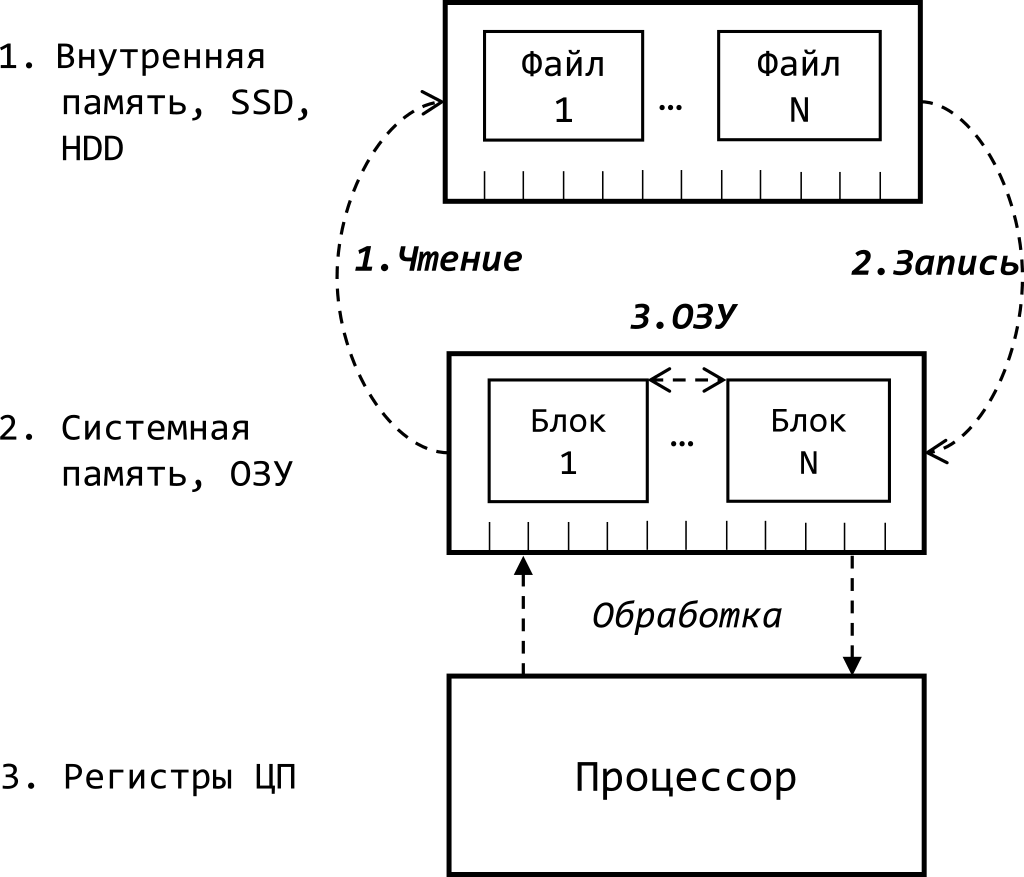 1. Внутренняя
память, SSD,
HDD
Файл
1
...
Файл
N
1.Чтение
2.Запись
3.ОЗУ
2. Системная
память, ОЗУ
Блок
1
...
Блок
N
Обработка
3. Регистры ЦП
Процессор